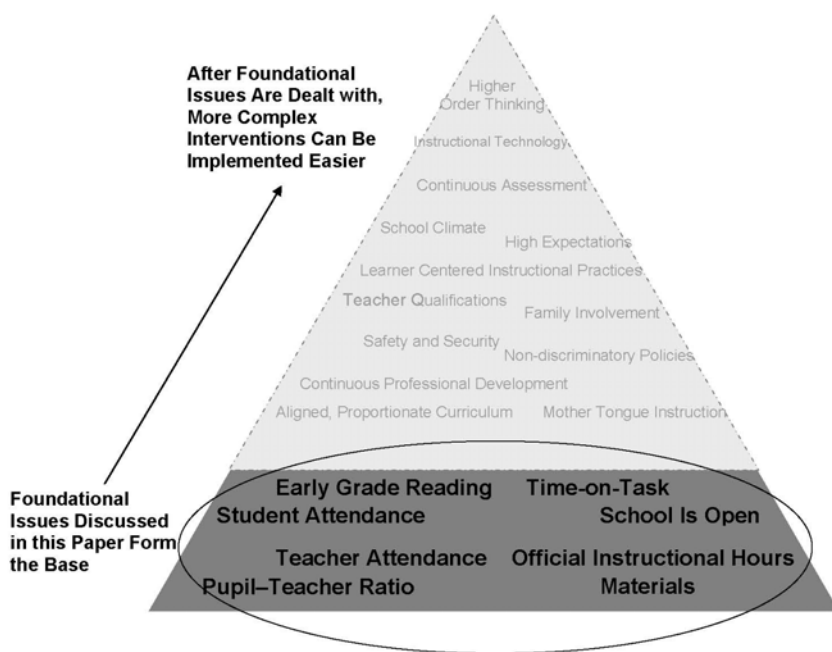 After Foundational
Issues Are Dealt with,
More Complex
Interventions Can Be
Implemented Easier
Higher
Order Thinking
Instructional Technology
Continuous Assessment
School Climate
High Expectations
Learner Centered Instructional Practices
Teacher Qualifications
Family Involvement
Safety and Security
Non-discriminatory Policies
Continuous Professional Development
Aligned, Proportionate Curriculum
Mother Tongue Instruction
Foundational
Issues Discussed
in this Paper Form
the Base
Early Grade Reading
Time-on-Task
Student Attendance
School Is Open
Teacher Attendance
Official Instructional Hours
Pupil–Teacher Ratio
Materials